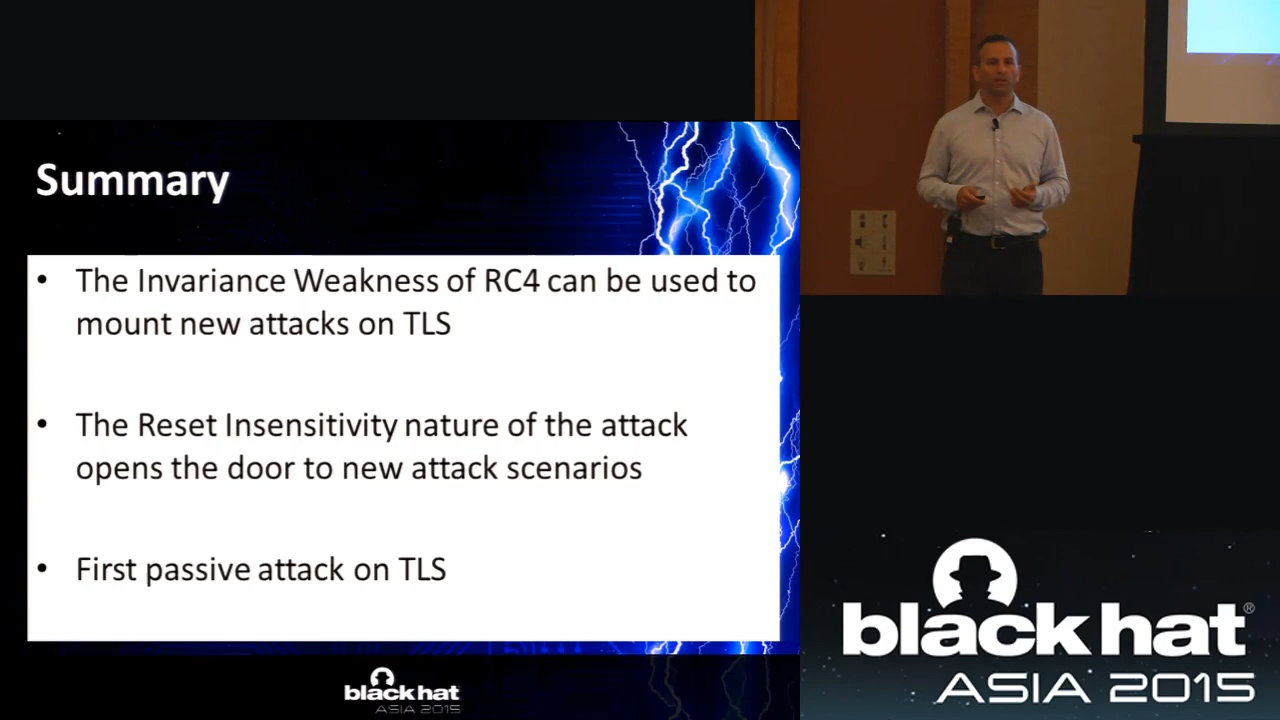 Summary
• The Invariance Weakness of RC4 can be used to
mount new attacks on TLS
• The Reset Insensitivity nature of the attack
opens the door to new attack scenarios
• First passive attack on TLS
black hat
ASIA 2015
black hat®
ASIA 2015